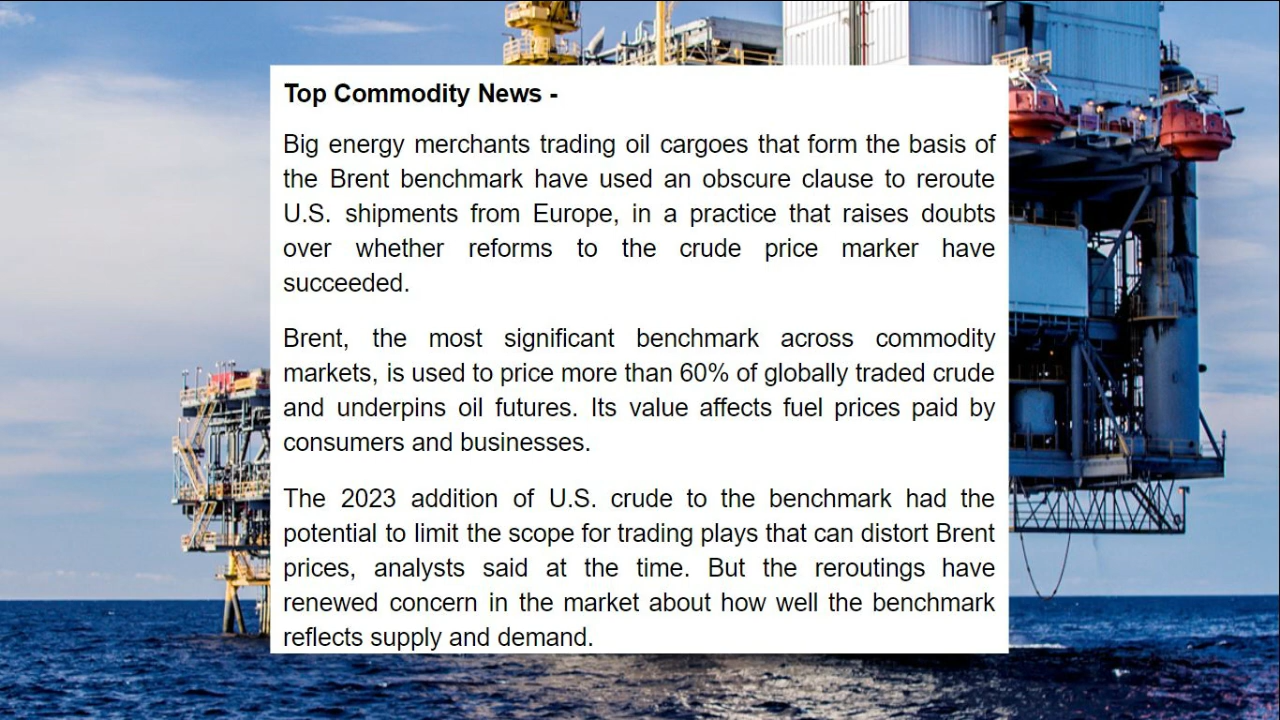 Top Commodity News -
Big energy merchants trading oil cargoes that form the basis of
the Brent benchmark have used an obscure clause to reroute
U.S. shipments from Europe, in a practice that raises doubts
over whether reforms to the crude price marker have
succeeded.
Brent, the most significant benchmark across commodity
markets, is used to price more than 60% of globally traded crude
and underpins oil futures. Its value affects fuel prices paid by
consumers and businesses.
The 2023 addition of U.S. crude to the benchmark had the
potential to limit the scope for trading plays that can distort Brent
prices, analysts said at the time. But the reroutings have
renewed concern in the market about how well the benchmark
reflects supply and demand.